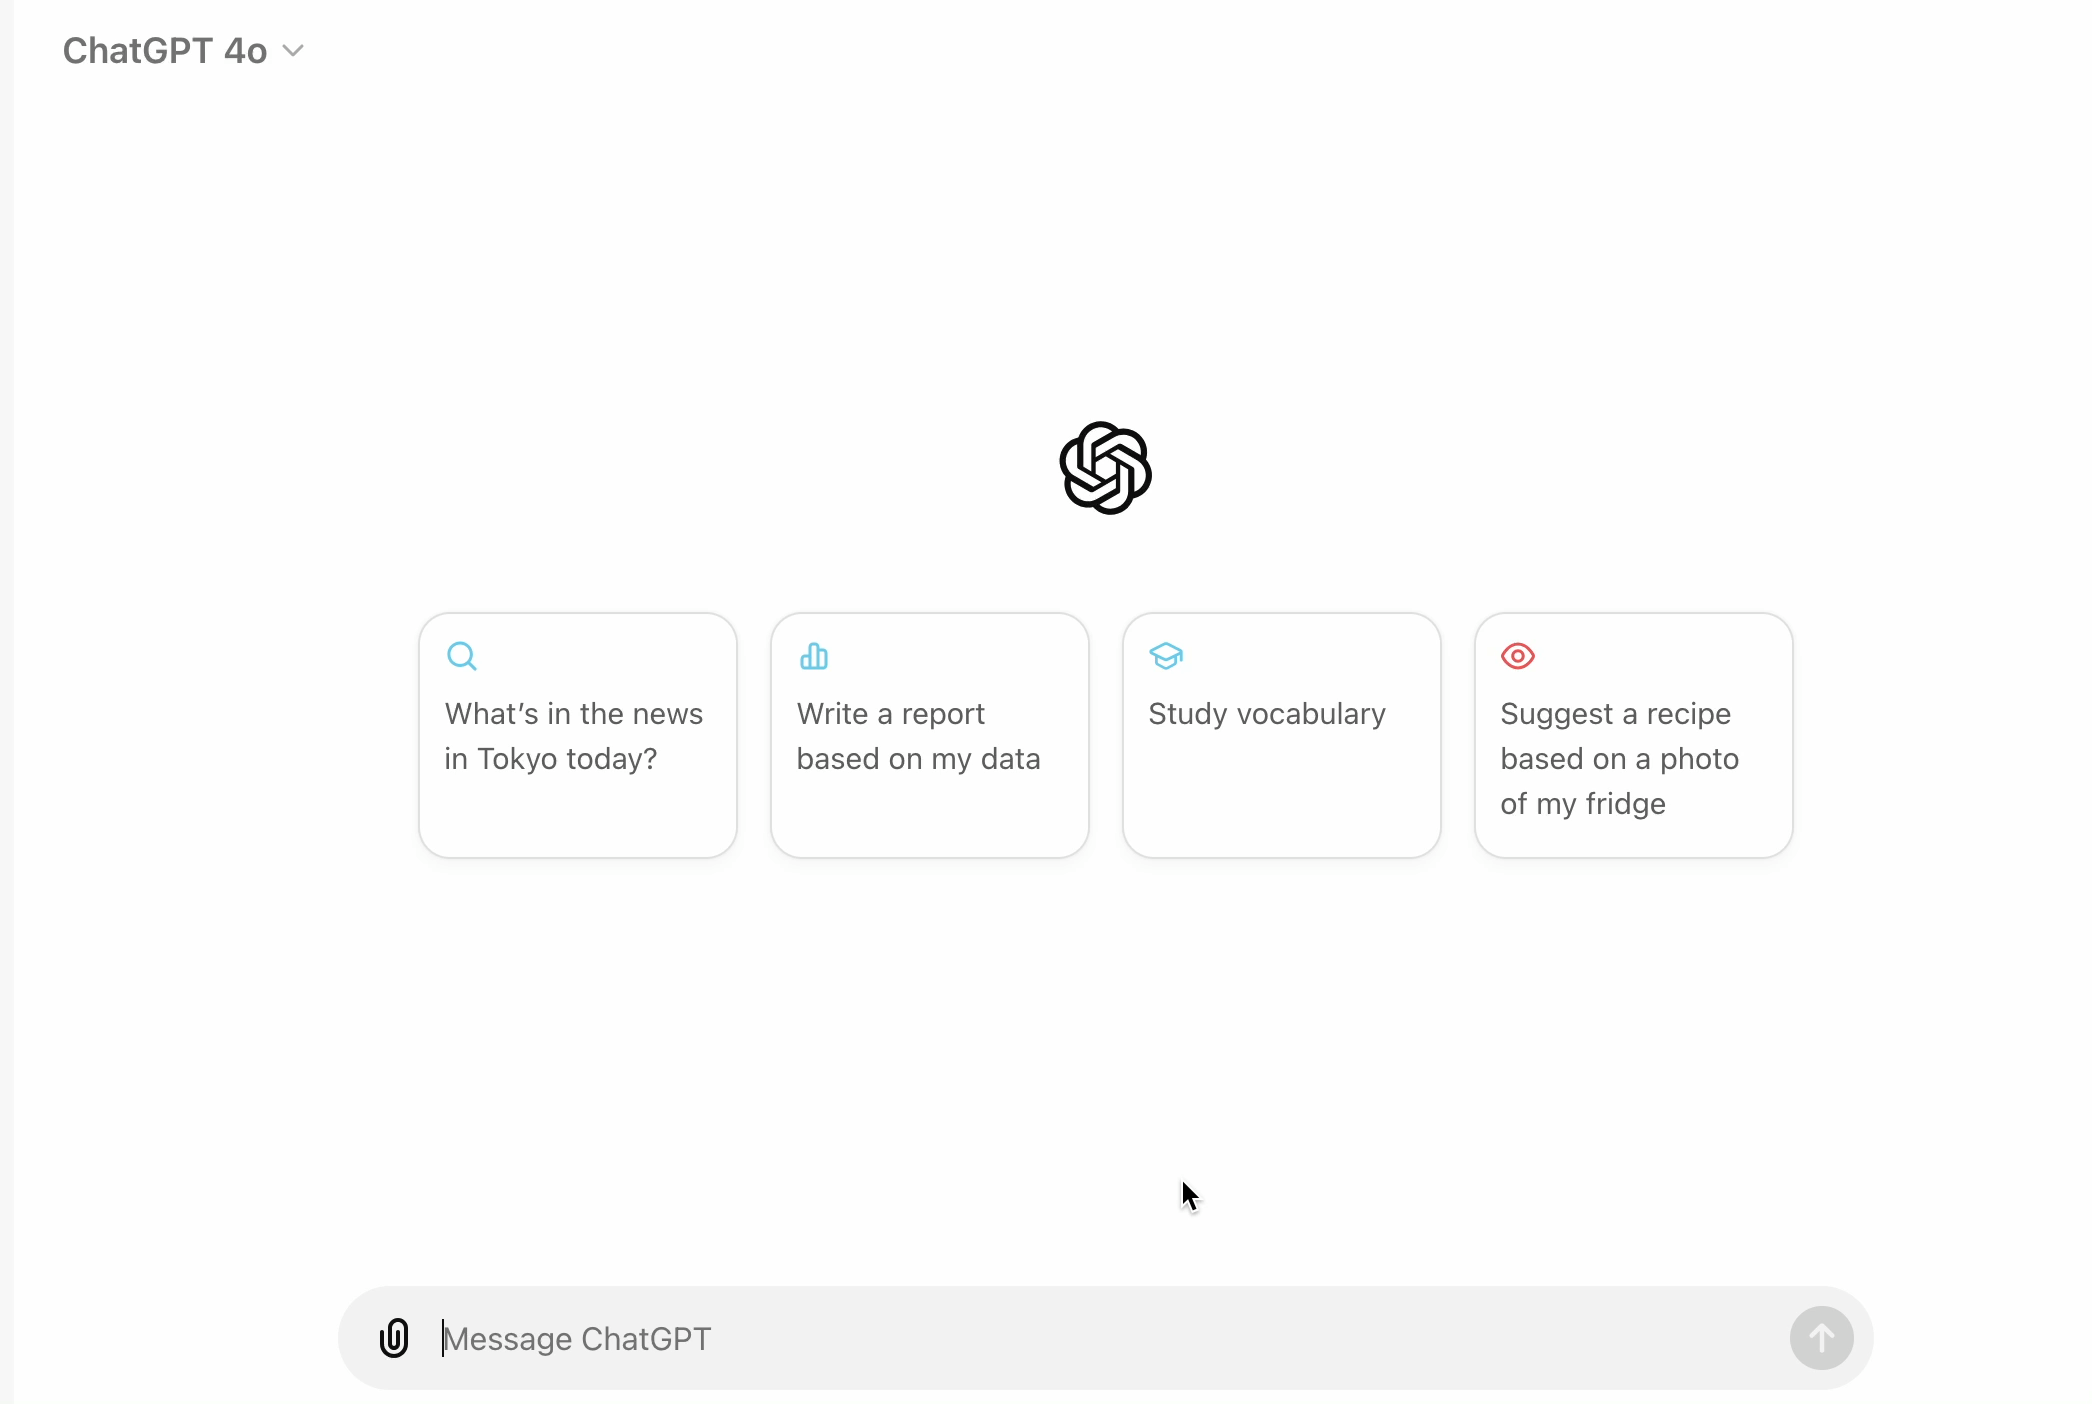 ChatGPT 4o
What’s in the news
in Tokyo today?
Write a report
based on my data
Study vocabulary
Suggest a recipe
based on a photo
of my fridge
Message ChatGPT